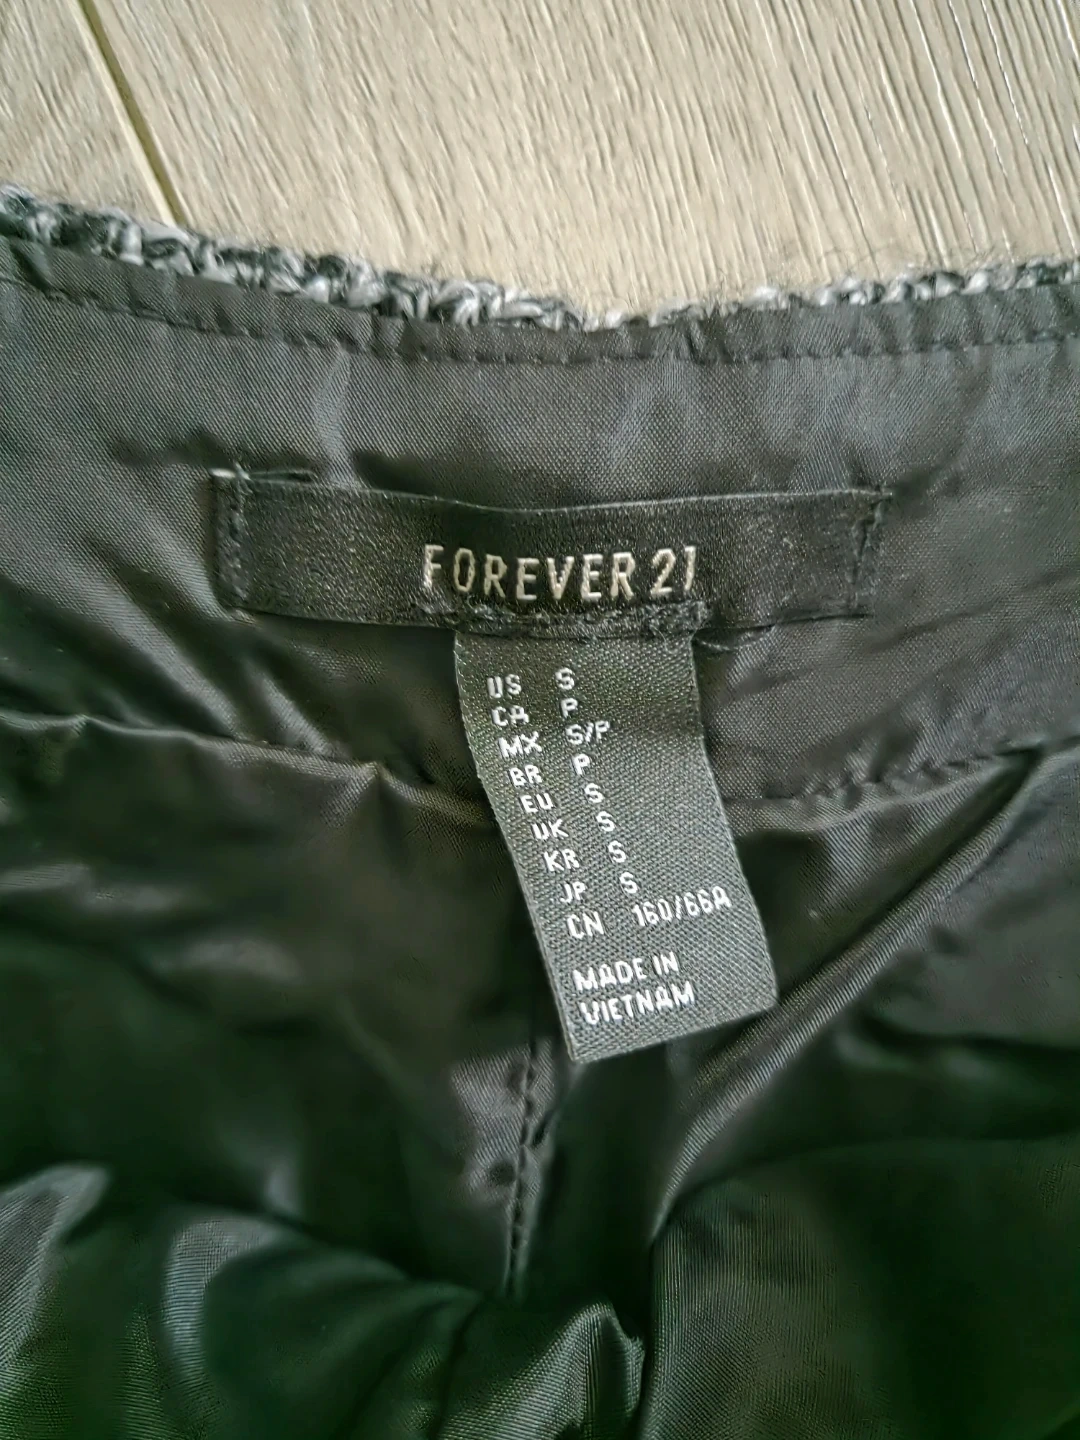 FOREVER 21
US S
CA P
MX S/P
BR P
EU S
UK S
KR S
JP S
CN 160/66A
MADE IN
VIETNAM